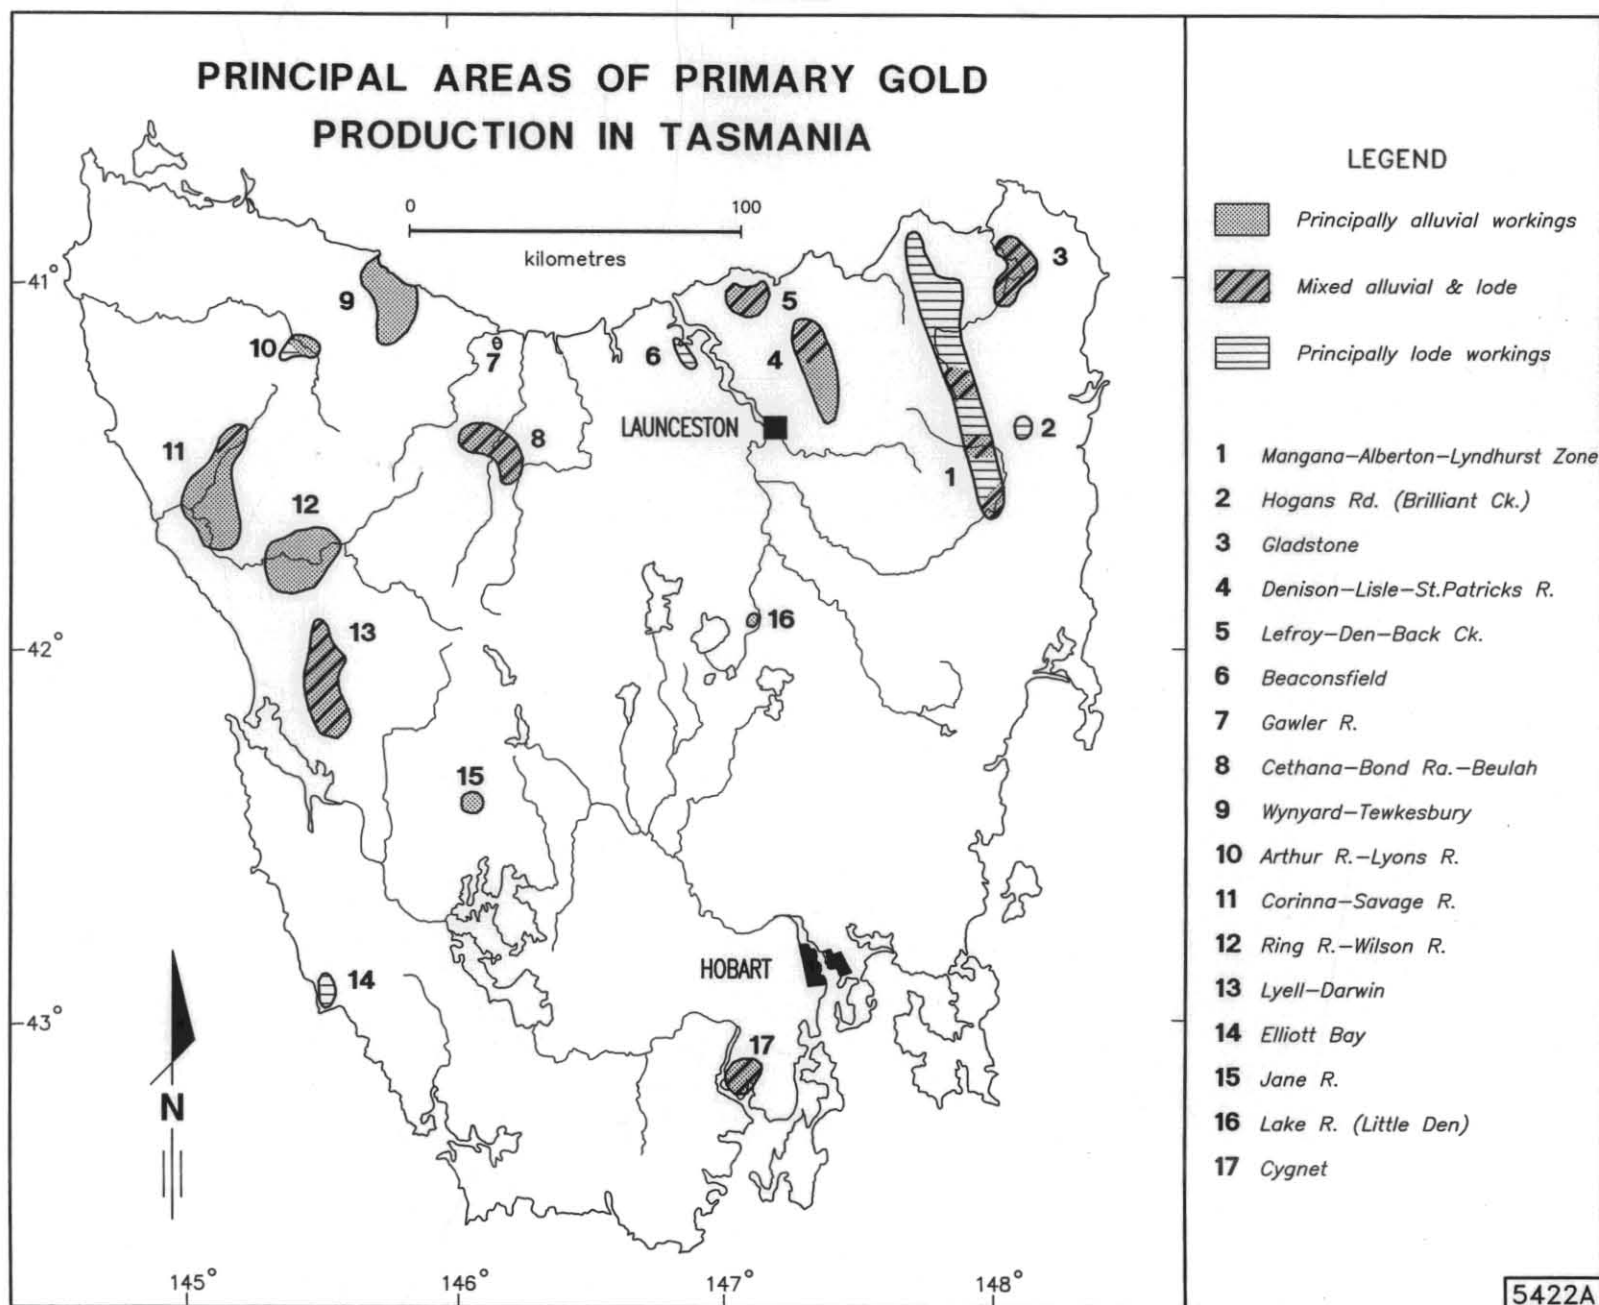 PRINCIPAL AREAS OF PRIMARY GOLD
PRODUCTION IN TASMANIA
0 100
kilometres
41°
42°
43°
145° 146° 147° 148°
9
10
7
6
5
4
3
LAUNCESTON
2
1
8
11
12
13
16
15
14
HOBART
17
N
LEGEND
Principally alluvial workings
Mixed alluvial & lode
Principally lode workings
1 Mangana-Alberton-Lyndhurst Zone
2 Hogans Rd. (Brilliant Ck.)
3 Gladstone
4 Denison-Lisle-St.Patricks R.
5 Lefroy-Den-Back Ck.
6 Beaconsfield
7 Gawler R.
8 Cethana-Bond Ra.-Beulah
9 Wynyard-Tewkesbury
10 Arthur R.-Lyons R.
11 Corinna-Savage R.
12 Ring R.-Wilson R.
13 Lyell-Darwin
14 Elliott Bay
15 Jane R.
16 Lake R. (Little Den)
17 Cygnet
5422A